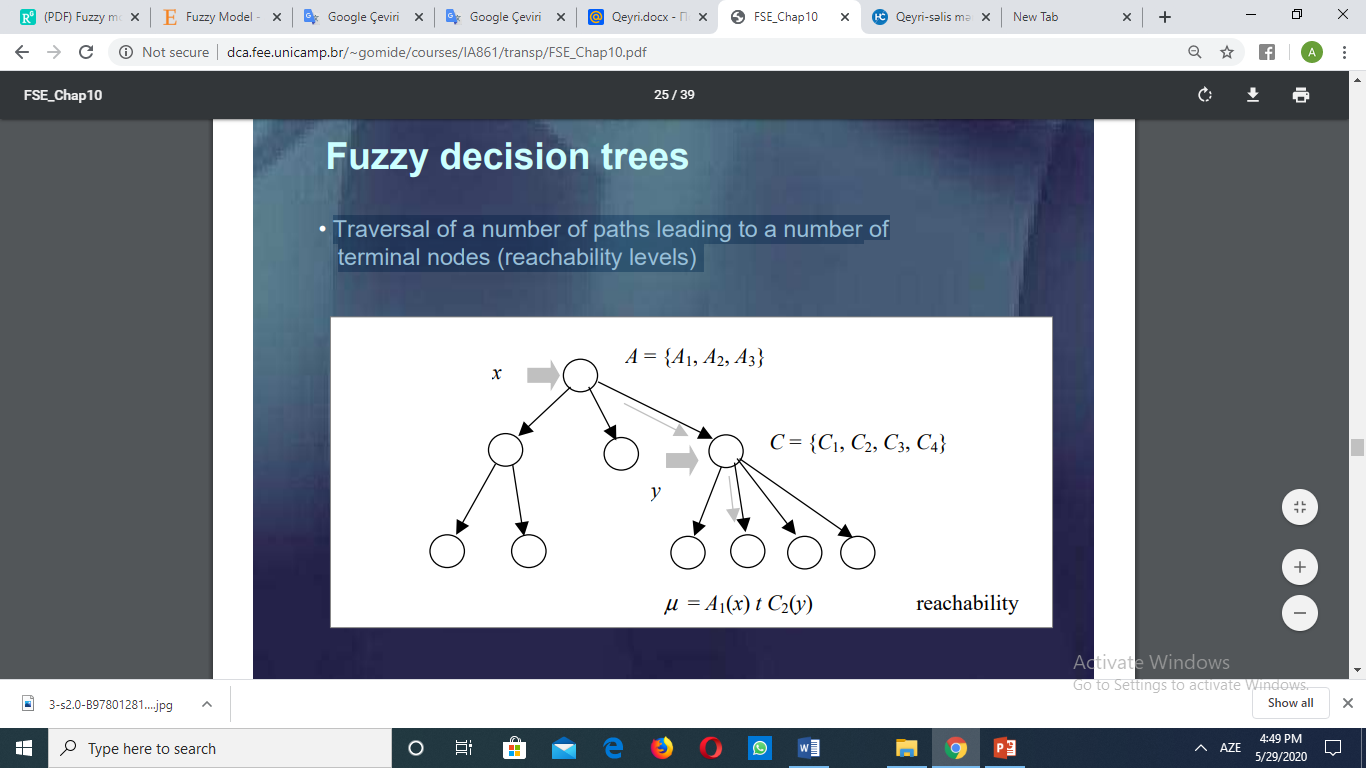 (PDF) Fuzzy mo
Fuzzy Model -
Google Çeviri
Google Çeviri
Qeyri.docx - П
FSE_Chap10
Qeyri-səlis mə
New Tab
Not secure
dca.fee.unicamp.br/~gomide/courses/IA861/transp/FSE_Chap10.pdf
A
FSE_Chap10
25 / 39
Fuzzy decision trees
• Traversal of a number of paths leading to a number of
terminal nodes (reachability levels)
x
A = {A1, A2, A3}
C = {C1, C2, C3, C4}
y
μ = A1(x) t C2(y)
reachability
Activate Windows
Go to Settings to activate Windows.
3-s2.0-B97801281....jpg
Show all
Type here to search
AZE
4:49 PM
5/29/2020